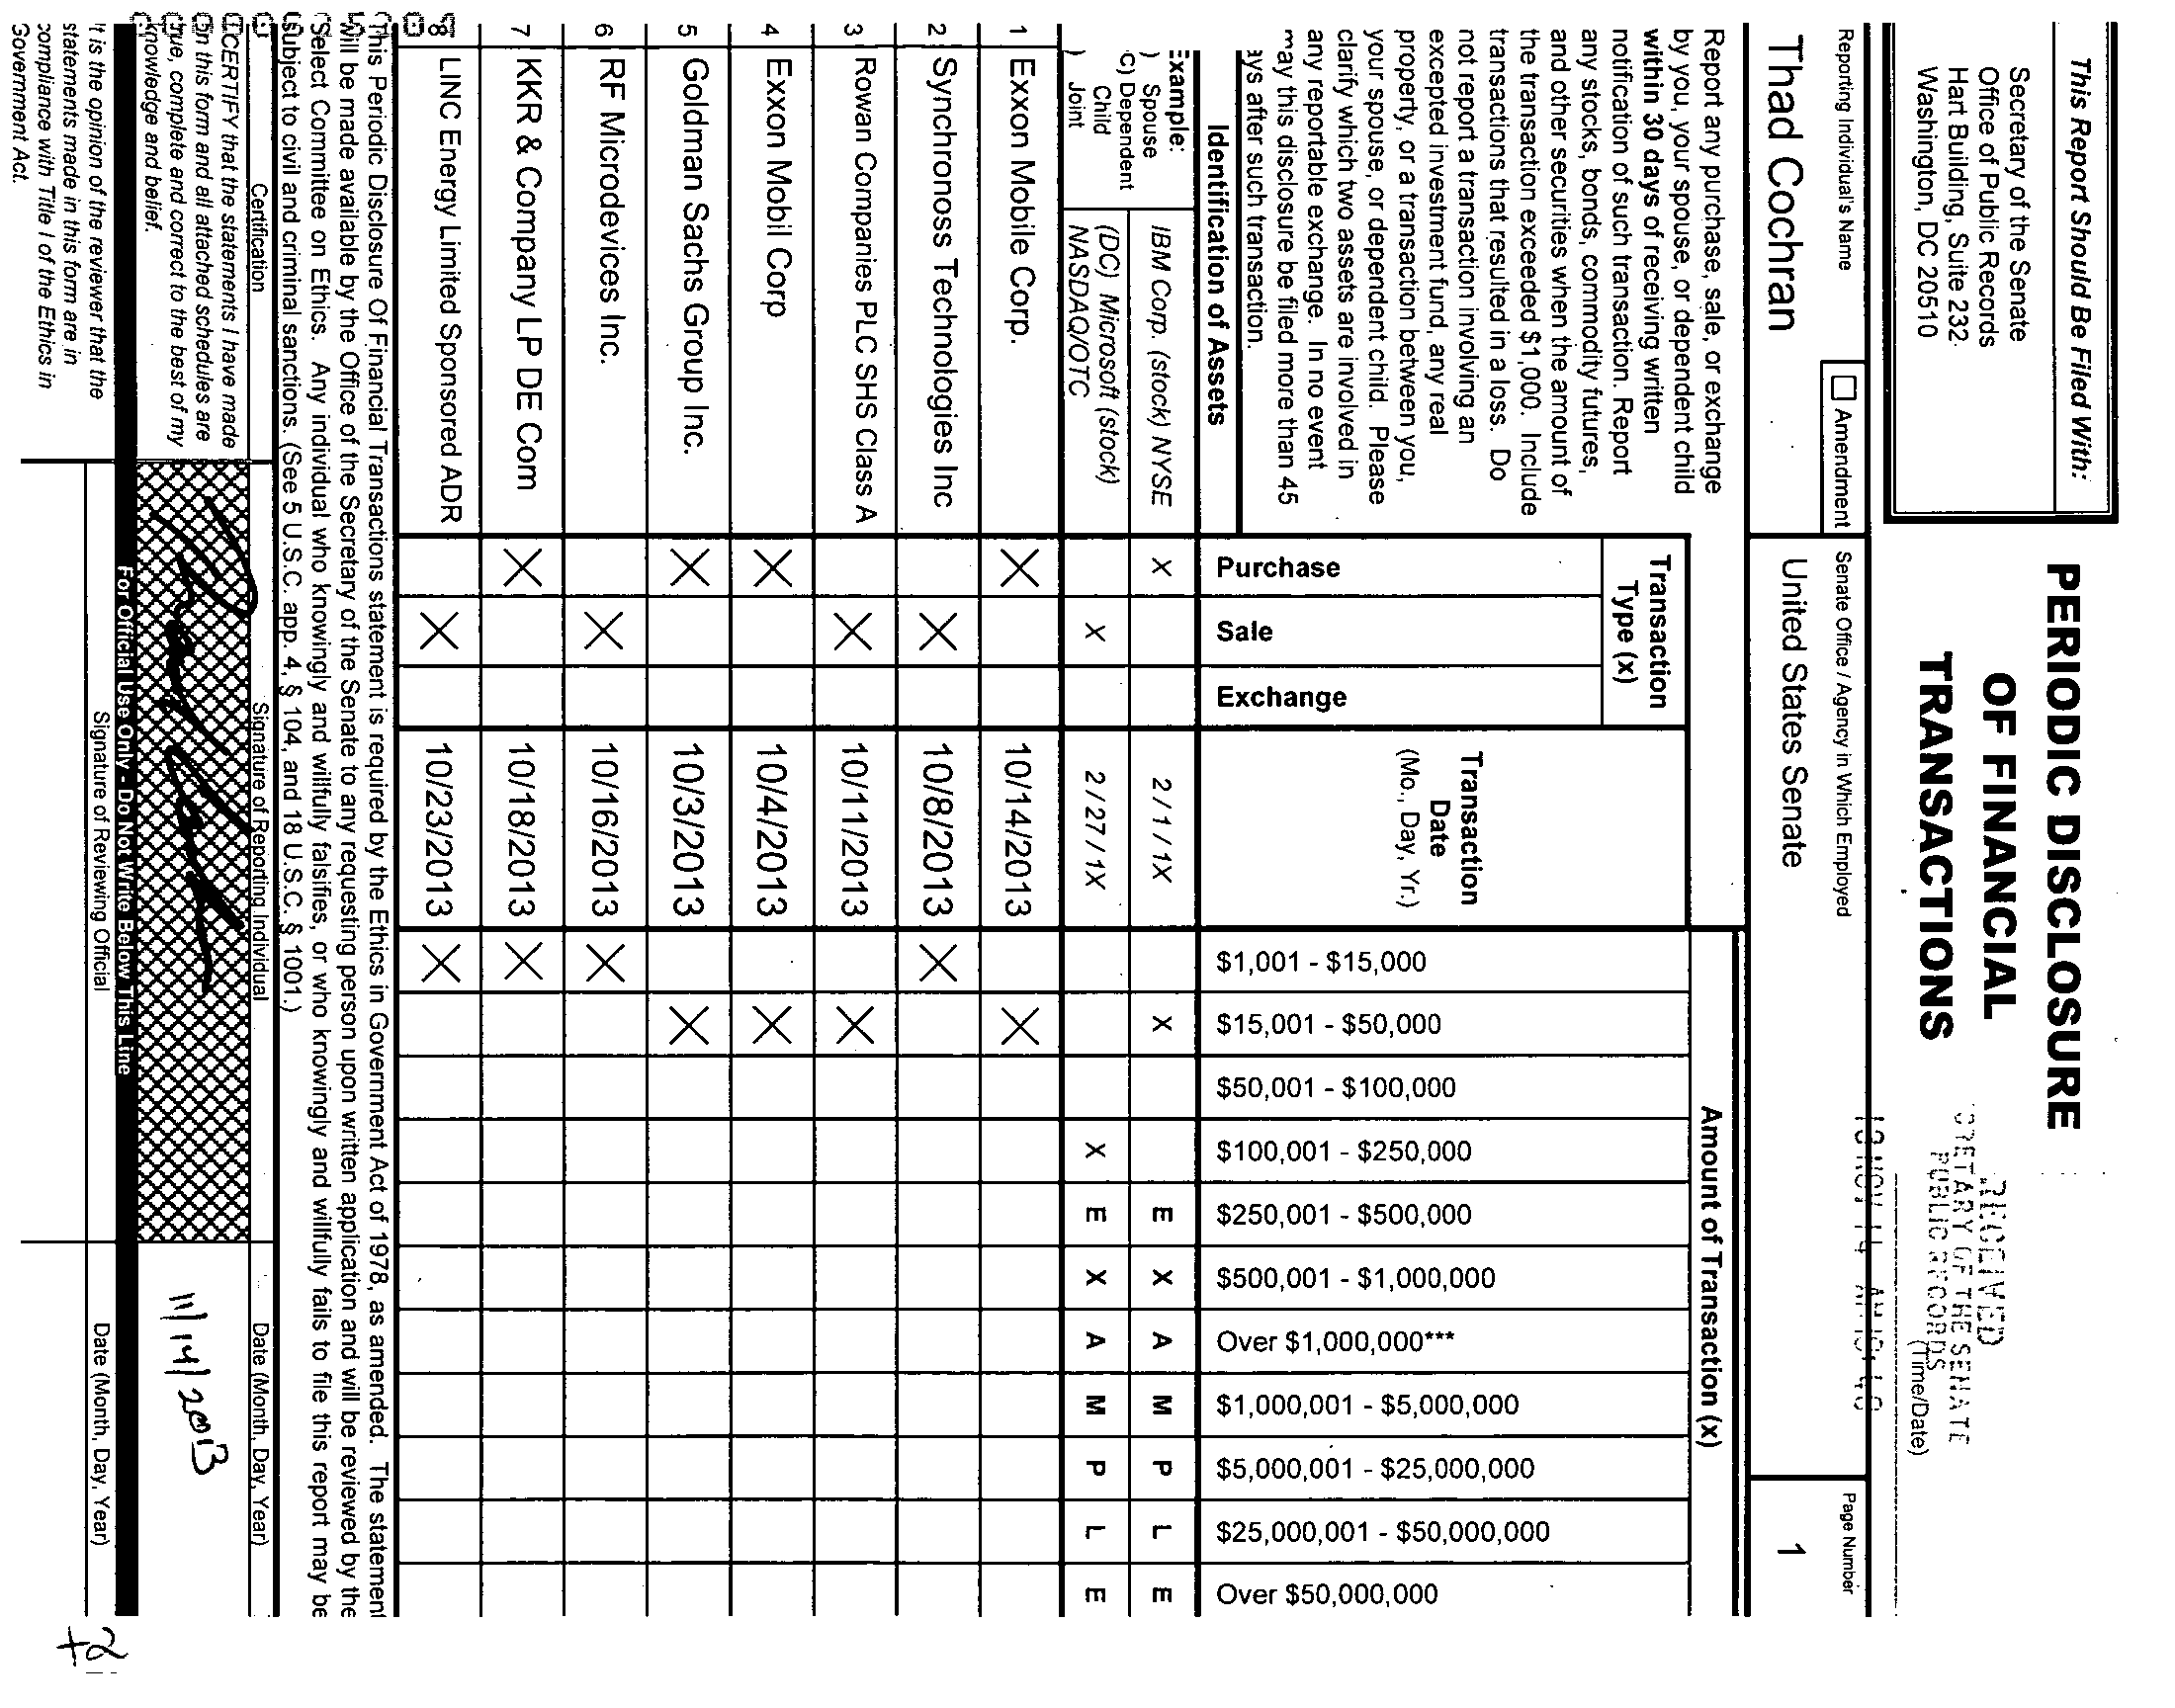 This Report Should Be Filed With:
Secretary of the Senate
Office of Public Records
Hart Building, Suite 232
Washington, DC 20510
PERIODIC DISCLOSURE
OF FINANCIAL
TRANSACTIONS
RECEIVED
CRETARY OF THE SENATE
PUBLIC RECORDS
(Time/Date)
Reporting Individual's Name
Thad Cochran
Amendment
Senate Office / Agency in Which Employed
United States Senate
Page Number
1
Report any purchase, sale, or exchange
by you, your spouse, or dependent child
within 30 days of receiving written
notification of such transaction. Report
any stocks, bonds, commodity futures,
and other securities when the amount of
the transaction exceeded $1,000. Include
transactions that resulted in a loss. Do
not report a transaction involving an
excepted investment fund, any real
property, or a transaction between you,
your spouse, or dependent child. Please
clarify which two assets are involved in
any reportable exchange. In no event
may this disclosure be filed more than 45
ays after such transaction.
Identification of Assets
Transaction
Type (x)
Purchase
Sale
Exchange
Transaction
Date
(Mo., Day, Yr.)
Amount of Transaction (x)
$1,001 - $15,000
$15,001 - $50,000
$50,001 - $100,000
$100,001 - $250,000
$250,001 - $500,000
$500,001 - $1,000,000
Over $1,000,000***
$1,000,001 - $5,000,000
$5,000,001 - $25,000,000
$25,000,001 - $50,000,000
Over $50,000,000
Example:
) Spouse
C) Dependent
Child
) Joint
IBM Corp. (stock) NYSE X 2 / 1 / 1X X E X A M P L E
(DC) Microsoft (stock)
NASDAQ/OTC X 2 / 27 / 1X X E X A M P L E
1 Exxon Mobile Corp. X 10/14/2013 X
2 Synchronoss Technologies Inc X 10/8/2013 X
3 Rowan Companies PLC SHS Class A X 10/11/2013 X
4 Exxon Mobil Corp X 10/4/2013 X
5 Goldman Sachs Group Inc. X 10/3/2013 X
6 RF Microdevices Inc. X 10/16/2013 X
7 KKR & Company LP DE Com X 10/18/2013 X
8 LINC Energy Limited Sponsored ADR X 10/23/2013 X
This Periodic Disclosure Of Financial Transactions statement is required by the Ethics in Government Act of 1978, as amended. The statement
will be made available by the Office of the Secretary of the Senate to any requesting person upon written application and will be reviewed by the
Select Committee on Ethics. Any individual who knowingly and willfully falsifies, or who knowingly and willfully fails to file this report may be
subject to civil and criminal sanctions. (See 5 U.S.C. app. 4, § 104, and 18 U.S.C. § 1001.)
Certification
Signature of Reporting Individual
Date (Month, Day, Year)
I CERTIFY that the statements I have made
on this form and all attached schedules are
true, complete and correct to the best of my
knowledge and belief.
11/14/2013
For Official Use Only - Do Not Write Below This Line
It is the opinion of the reviewer that the
statements made in this form are in
compliance with Title I of the Ethics in
Government Act.
Signature of Reviewing Official
Date (Month, Day, Year)
+2